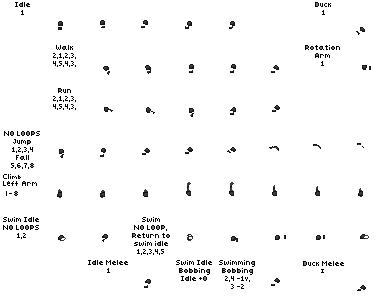 Idle
1
Duck
1
Walk
2,1,2,3,
4,5,4,3,
Rotation
Arm
1
Run
2,1,2,3,
4,5,4,3,
NO LOOPS
Jump
1,2,3,4
Fall
5,6,7,8
Climb
Left Arm
1-8
Swim Idle
NO LOOPS
1,2
Swim
NO LOOP,
Return to
swim idle
1,2,3,4,5
Swim Idle
Bobbing
Idle +0
Swimming
Bobbing
2,4 -1v,
3 -2
Idle Melee
1
Duck Melee
1